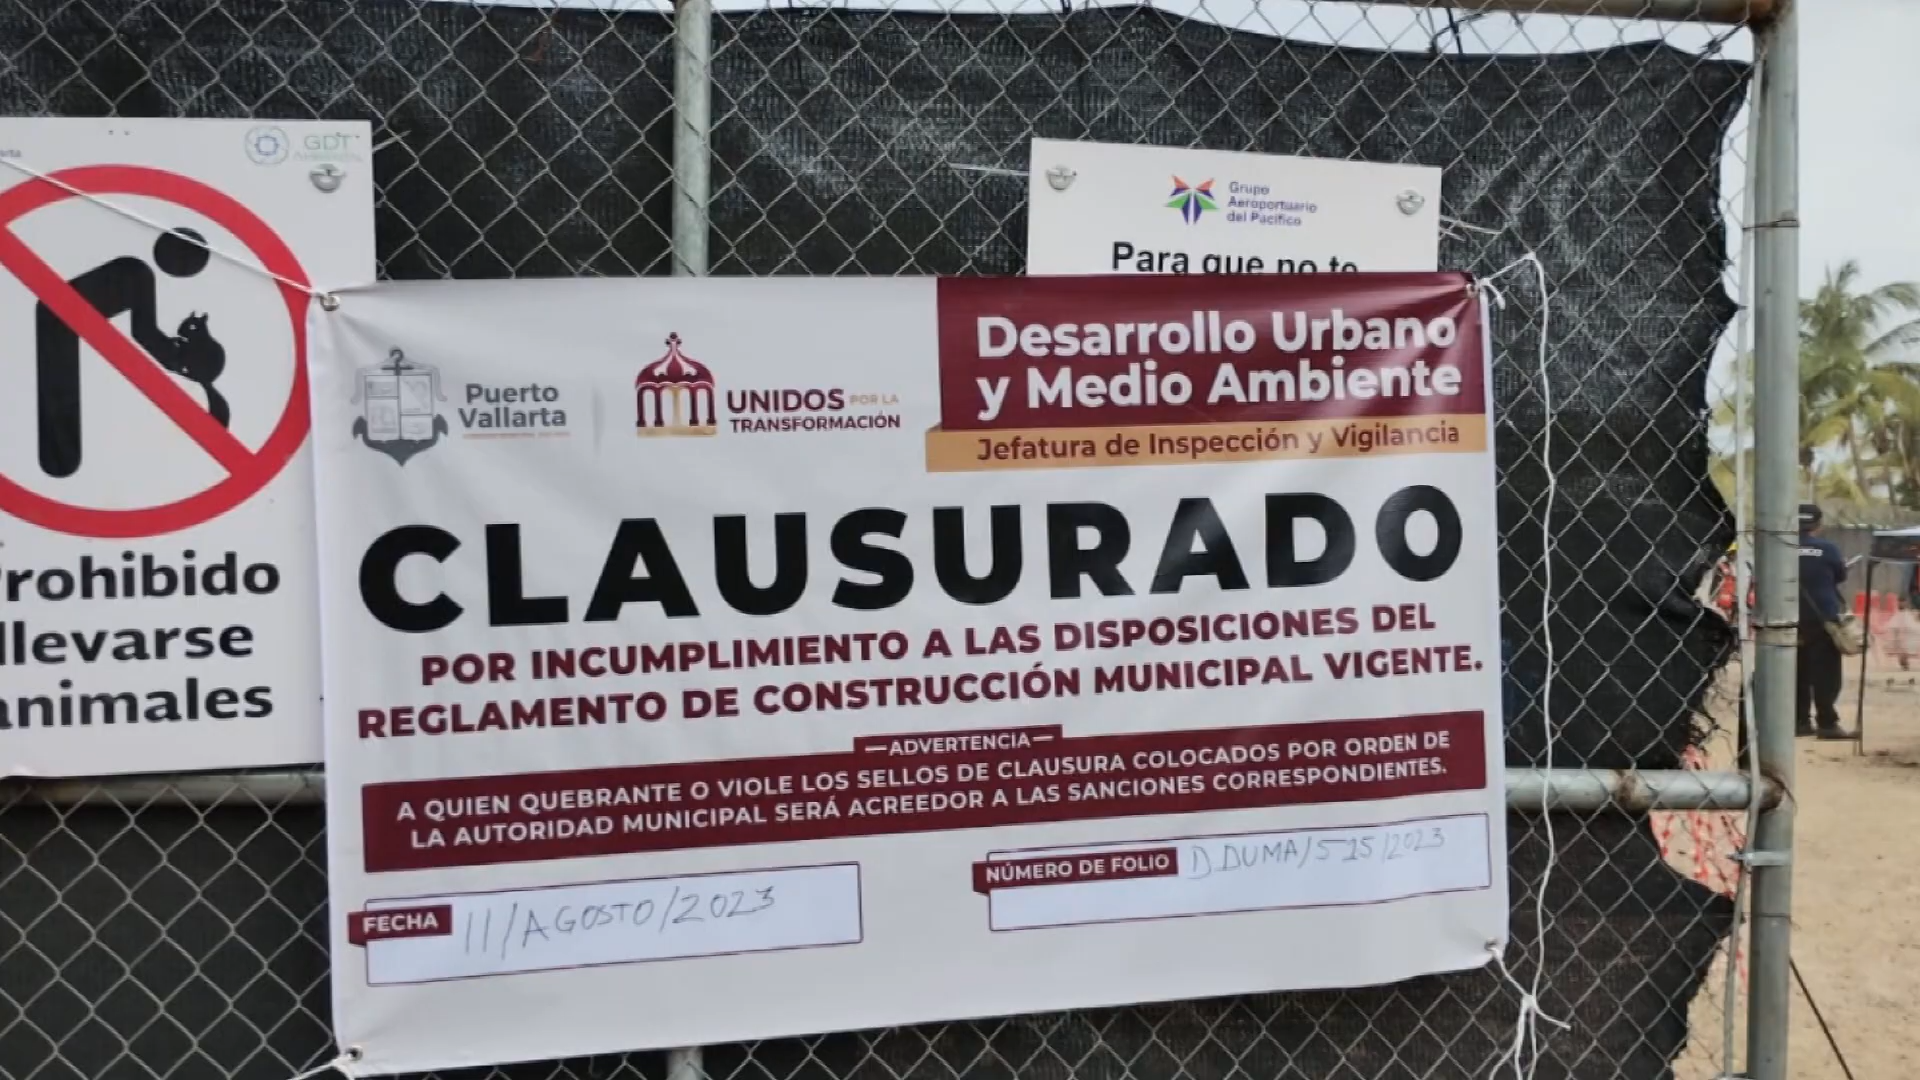 GDT
Prohibido
llevarse
animales
Grupo
Aeroportuario
del Pacífico
Para que no te
Puerto
Vallarta
UNIDOS POR LA
TRANSFORMACIÓN
Desarrollo Urbano
y Medio Ambiente
Jefatura de Inspección y Vigilancia
CLAUSURADO
POR INCUMPLIMIENTO A LAS DISPOSICIONES DEL
REGLAMENTO DE CONSTRUCCIÓN MUNICIPAL VIGENTE.
—ADVERTENCIA—
A QUIEN QUEBRANTE O VIOLE LOS SELLOS DE CLAUSURA COLOCADOS POR ORDEN DE
LA AUTORIDAD MUNICIPAL SERÁ ACREEDOR A LAS SANCIONES CORRESPONDIENTES.
FECHA 11/AGOSTO/2023
NÚMERO DE FOLIO DDUMA/515/2023